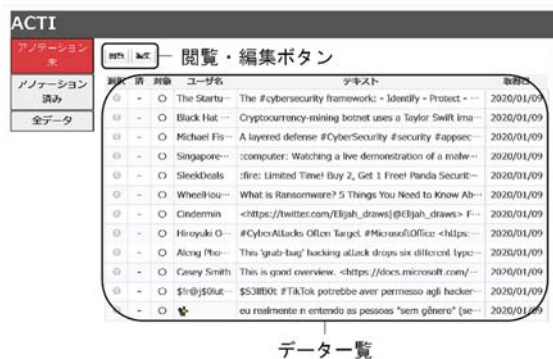 ACTI
アノテーション
未
アノテーション
済み
全データ
閲覧 編集
閲覧・編集ボタン
選択 済 対象 ユーザ名 テキスト 取得日
- ○ The Startu… The #cybersecurity framework: - Identify - Protect - … 2020/01/09
- ○ Black Hat … Cryptocurrency-mining botnet uses a Taylor Swift ima… 2020/01/09
- ○ Michael Fis… A layered defense #CyberSecurity #security #appsec… 2020/01/09
- ○ Singapore… :computer: Watching a live demonstration of a malw… 2020/01/09
- ○ SleekDeals :fire: Limited Time! Buy 2, Get 1 Free! Panda Securit… 2020/01/09
- ○ WheelHou… What is Ransomware? 5 Things You Need to Know Ab… 2020/01/09
- ○ Cindermin <https://twitter.com/Elijah_draws|@Elijah_draws> F… 2020/01/09
- ○ Hiroyuki O… #CyberAttacks Often Target #MicrosoftOffice <https:… 2020/01/09
- ○ Aleng Pho… This 'grab-bag' hacking attack drops six different type… 2020/01/09
- ○ Casey Smith This is good overview. <https://docs.microsoft.com/… 2020/01/09
- ○ $!r@j$0lut… #TikTok potrebbe aver permesso agli hacker… 2020/01/09
- ○ eu realmente n entendo as pessoas "sem gênero" (se… 2020/01/09
データ一覧